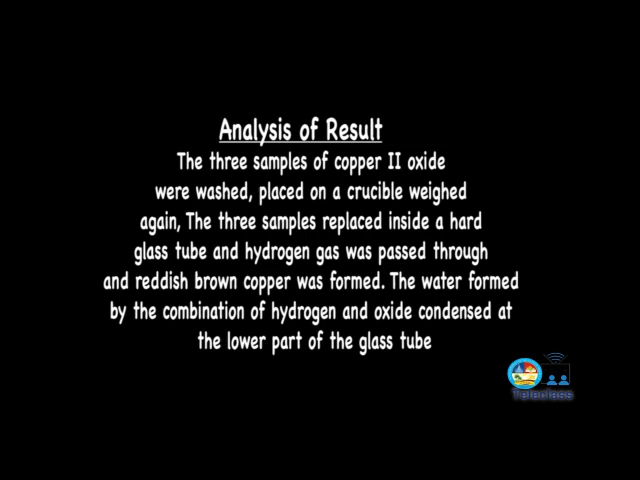 Analysis of Result
The three samples of copper II oxide
were washed, placed on a crucible weighed
again, The three samples replaced inside a hard
glass tube and hydrogen gas was passed through
and reddish brown copper was formed. The water formed
by the combination of hydrogen and oxide condensed at
the lower part of the glass tube
Teleclass